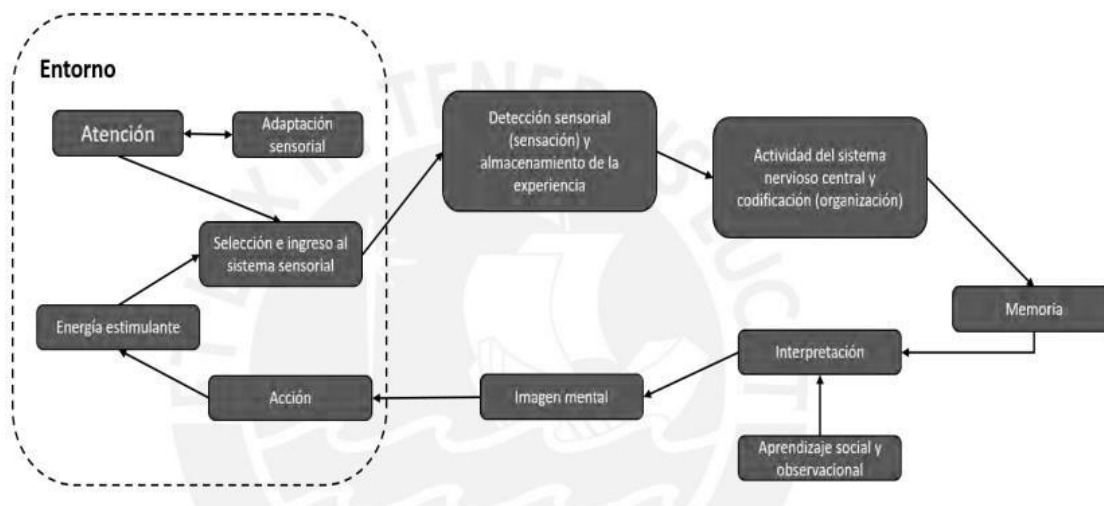 Entorno
Atención
Adaptación
sensorial
Selección e ingreso al
sistema sensorial
Energía estimulante
Acción
Detección sensorial
(sensación) y
almacenamiento de la
experiencia
Actividad del sistema
nervioso central y
codificación (organización)
Memoria
Interpretación
Imagen mental
Aprendizaje social y
observacional